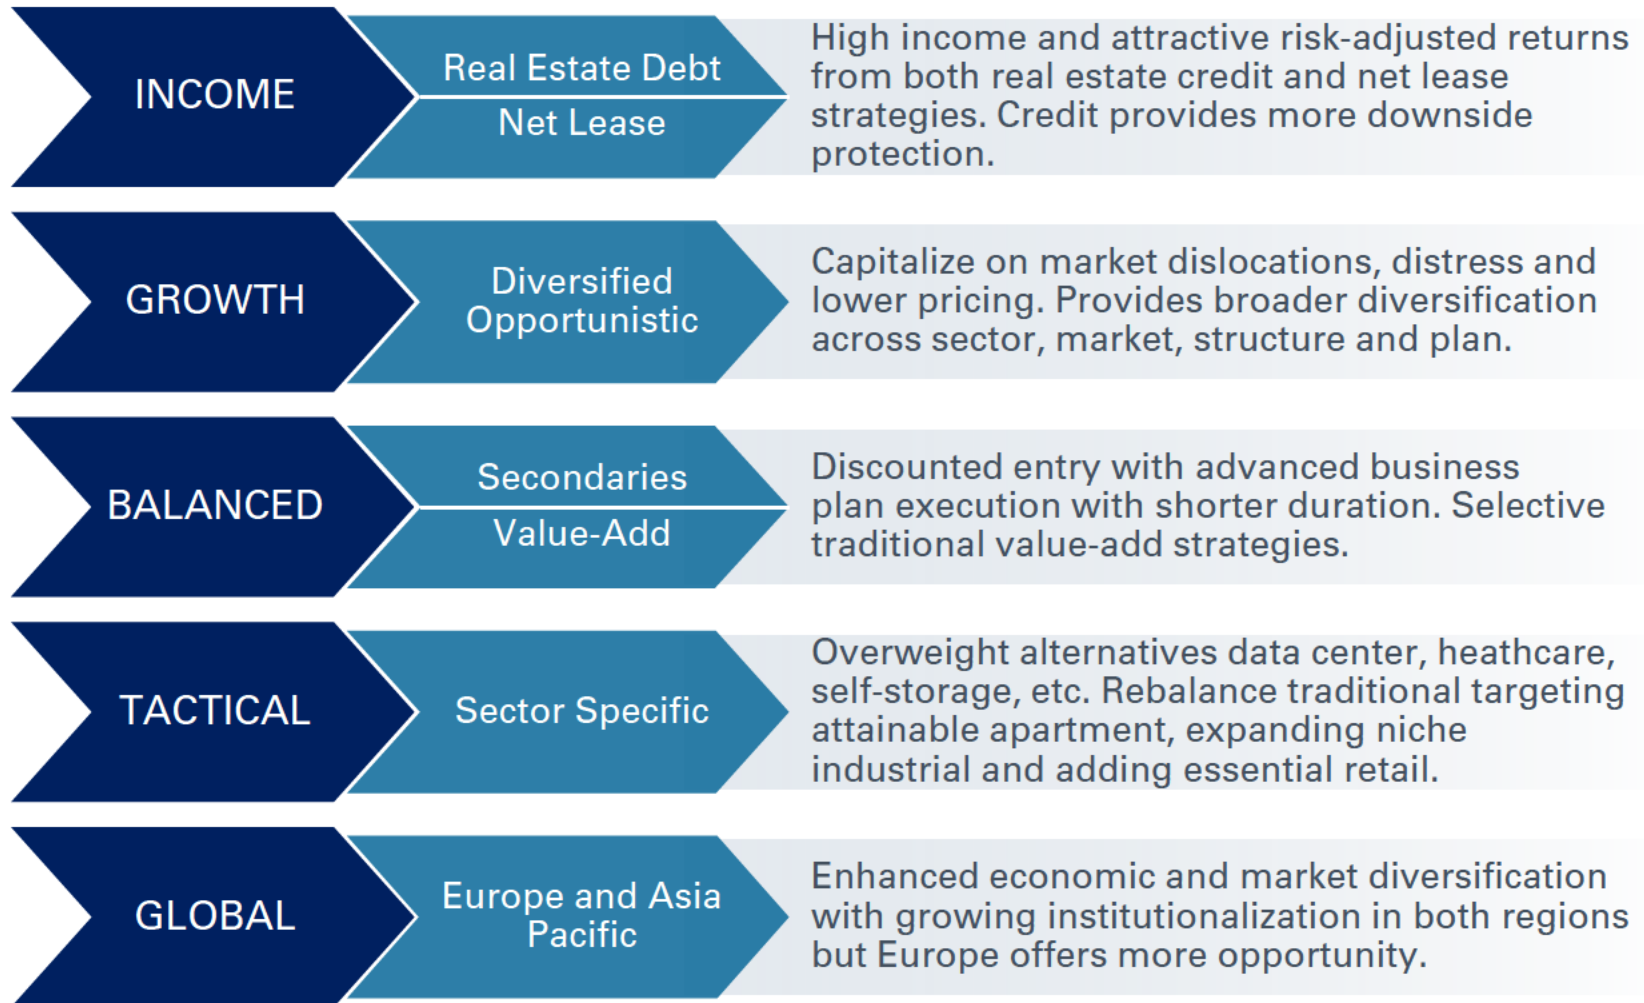 INCOME
Real Estate Debt
Net Lease
High income and attractive risk-adjusted returns
from both real estate credit and net lease
strategies. Credit provides more downside
protection.
GROWTH
Diversified
Opportunistic
Capitalize on market dislocations, distress and
lower pricing. Provides broader diversification
across sector, market, structure and plan.
BALANCED
Secondaries
Value-Add
Discounted entry with advanced business
plan execution with shorter duration. Selective
traditional value-add strategies.
TACTICAL
Sector Specific
Overweight alternatives data center, heathcare,
self-storage, etc. Rebalance traditional targeting
attainable apartment, expanding niche
industrial and adding essential retail.
GLOBAL
Europe and Asia
Pacific
Enhanced economic and market diversification
with growing institutionalization in both regions
but Europe offers more opportunity.